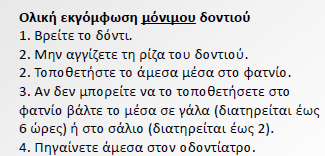 Ολική εκγόμφωση μόνιμου δοντιού
1. Βρείτε το δόντι.
2. Μην αγγίζετε τη ρίζα του δοντιού.
2. Τοποθετήστε το άμεσα μέσα στο φατνίο.
3. Αν δεν μπορείτε να το τοποθετήσετε στο
φατνίο βάλτε το μέσα σε γάλα (διατηρείται έως
6 ώρες) ή στο σάλιο (διατηρείται έως 2).
4. Πηγαίνετε άμεσα στον οδοντίατρο.